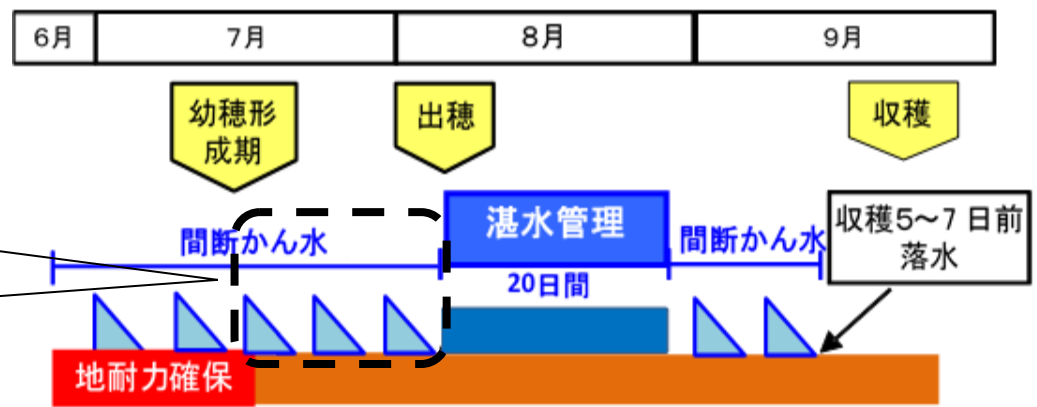 6月 7月 8月 9月
幼穂形
成期
出穂
収穫
間断かん水
湛水管理
20日間
間断かん水
収穫5～7日前
落水
地耐力確保